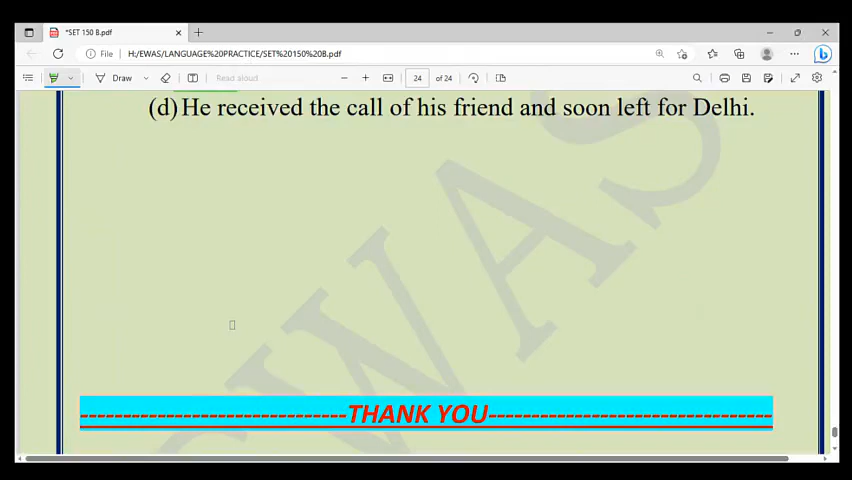 *SET 150 B.pdf
File
H:/EWAS/LANGUAGE%20PRACTICE/SET%20150%20B.pdf
Draw
Read aloud
24
of 24
(d) He received the call of his friend and soon left for Delhi.
EWAS
------------------------------THANK YOU--------------------------------